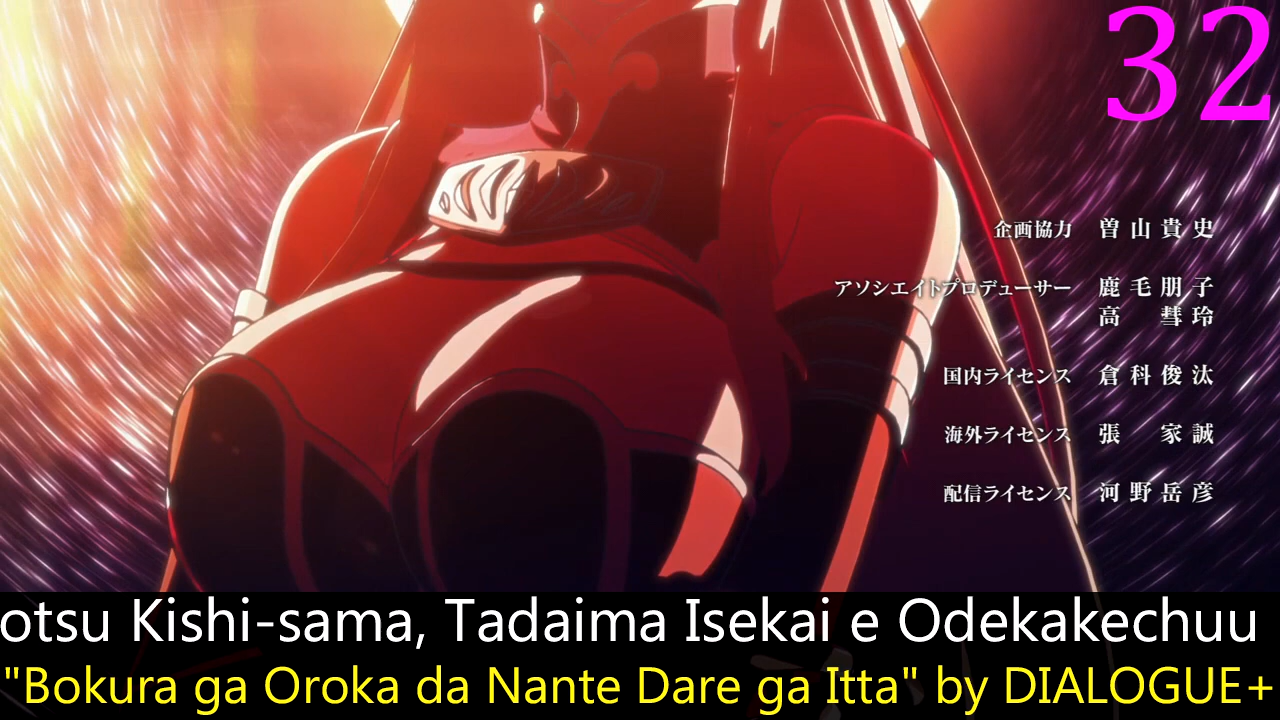 32
企画協力 曽山貴史
アソシエイトプロデューサー 鹿毛朋子
高 彗玲
国内ライセンス 倉科俊汰
海外ライセンス 張 家誠
配信ライセンス 河野岳彦
otsu Kishi-sama, Tadaima Isekai e Odekakechuu
"Bokura ga Oroka da Nante Dare ga Itta" by DIALOGUE+